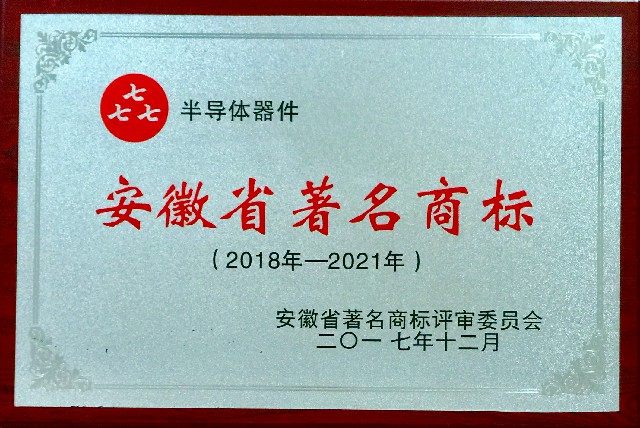 七
七七
半导体器件
安徽省著名商标
（2018年—2021年）
安徽省著名商标评审委员会
二〇一七年十二月